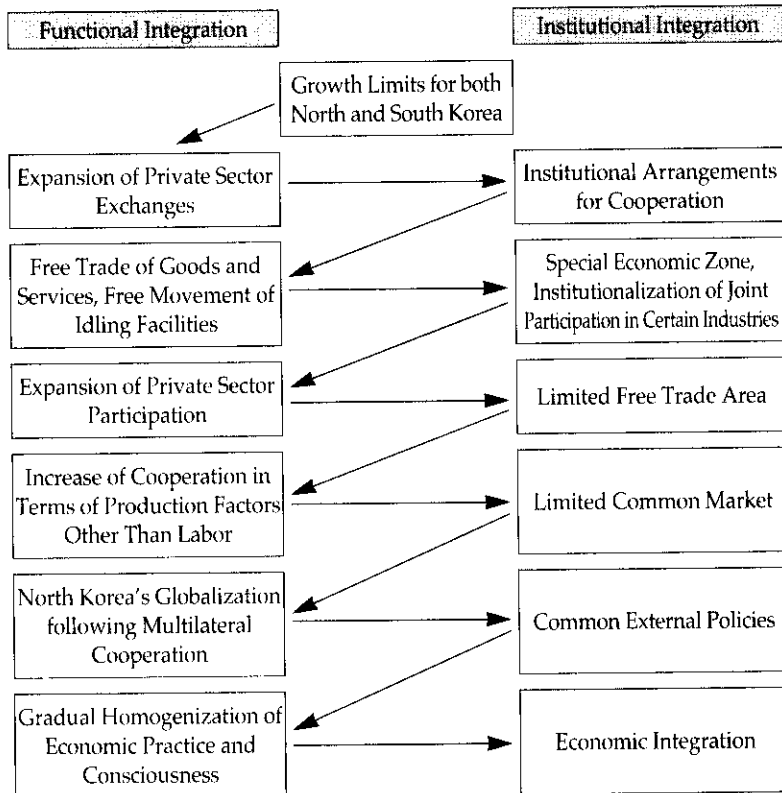 Functional Integration
Institutional Integration
Growth Limits for both
North and South Korea
Expansion of Private Sector
Exchanges
Institutional Arrangements
for Cooperation
Free Trade of Goods and
Services, Free Movement of
Idling Facilities
Special Economic Zone,
Institutionalization of Joint
Participation in Certain Industries
Expansion of Private Sector
Participation
Limited Free Trade Area
Increase of Cooperation in
Terms of Production Factors
Other Than Labor
Limited Common Market
North Korea's Globalization
following Multilateral
Cooperation
Common External Policies
Gradual Homogenization of
Economic Practice and
Consciousness
Economic Integration